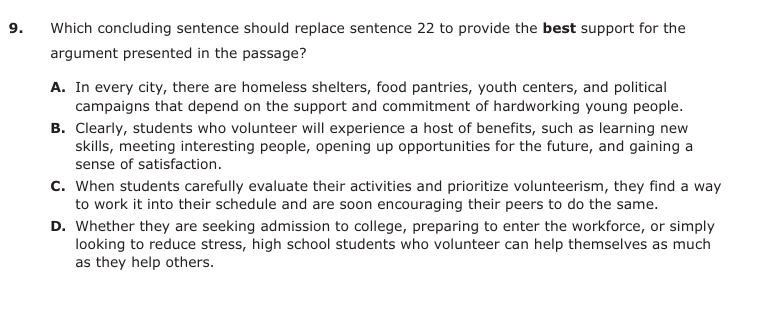 9. Which concluding sentence should replace sentence 22 to provide the best support for the
argument presented in the passage?
A. In every city, there are homeless shelters, food pantries, youth centers, and political
campaigns that depend on the support and commitment of hardworking young people.
B. Clearly, students who volunteer will experience a host of benefits, such as learning new
skills, meeting interesting people, opening up opportunities for the future, and gaining a
sense of satisfaction.
C. When students carefully evaluate their activities and prioritize volunteerism, they find a way
to work it into their schedule and are soon encouraging their peers to do the same.
D. Whether they are seeking admission to college, preparing to enter the workforce, or simply
looking to reduce stress, high school students who volunteer can help themselves as much
as they help others.